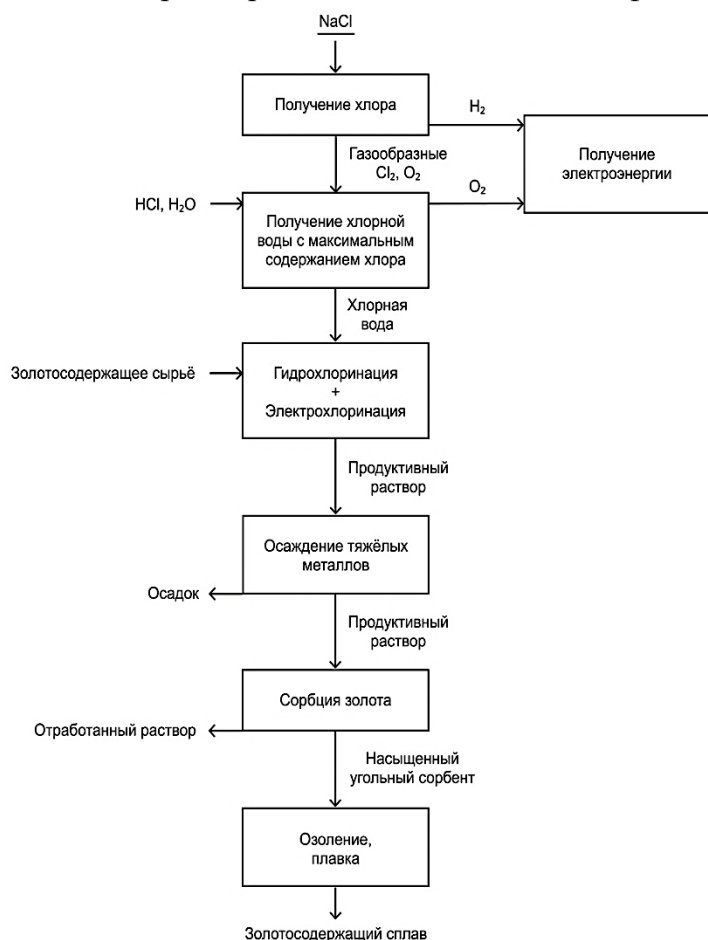 NaCl
Получение хлора
H₂
Газообразные
Cl₂, O₂
Получение
электроэнергии
HCl, H₂O
Получение хлорной
воды с максимальным
содержанием хлора
O₂
Хлорная
вода
Золотосодержащее сырьё
Гидрохлоринация
+
Электрохлоринация
Продуктивный
раствор
Осаждение тяжёлых
металлов
Осадок
Продуктивный
раствор
Сорбция золота
Отработанный раствор
Насыщенный
угольный сорбент
Озоление,
плавка
Золотосодержащий сплав